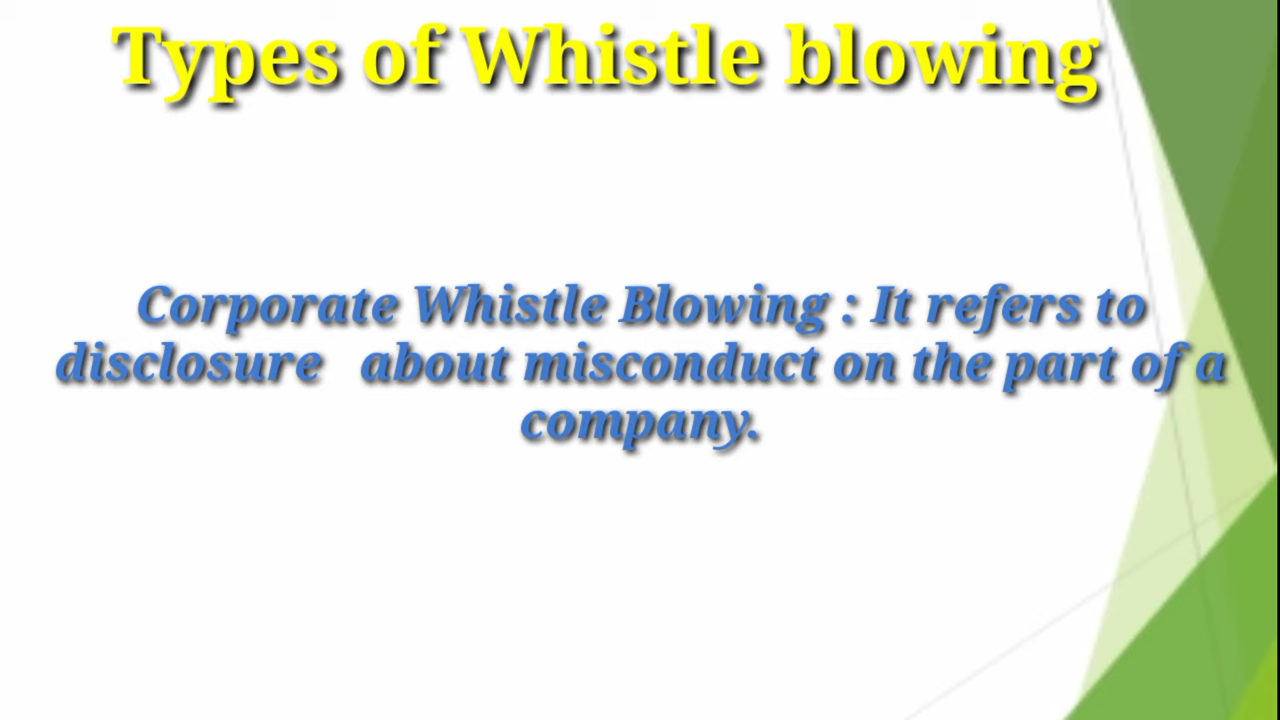 Types of Whistle blowing
Corporate Whistle Blowing : It refers to
disclosure   about misconduct on the part of a
company.